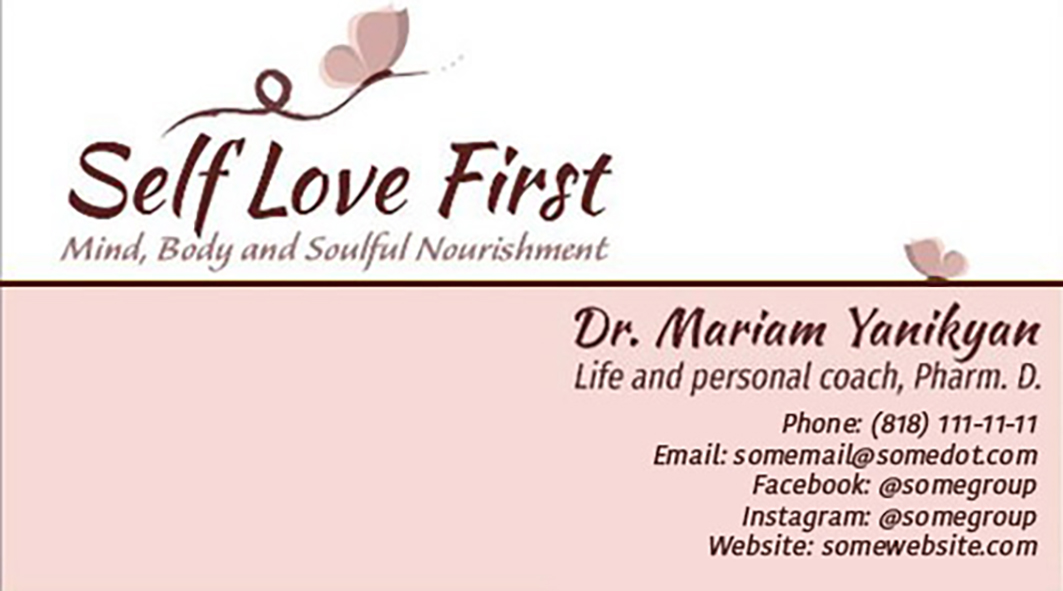 Self Love First
Mind, Body and Soulful Nourishment
Dr. Mariam Yanikyan
Life and personal coach, Pharm. D.
Phone: (818) 111-11-11
Email: somemail@somedot.com
Facebook: @somegroup
Instagram: @somegroup
Website: somewebsite.com